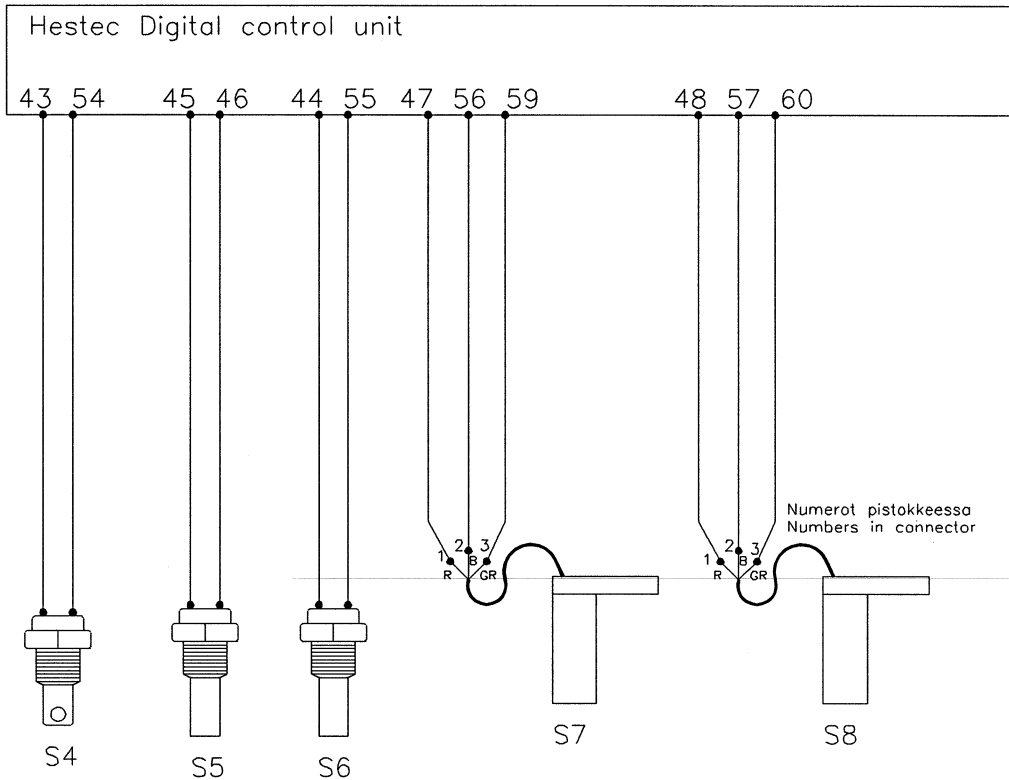 Hestec Digital control unit
43 54 45 46 44 55 47 56 59 48 57 60
Numerot pistokkeessa
Numbers in connector
1 2 3 1 2 3
R B GR R B GR
S4 S5 S6 S7 S8